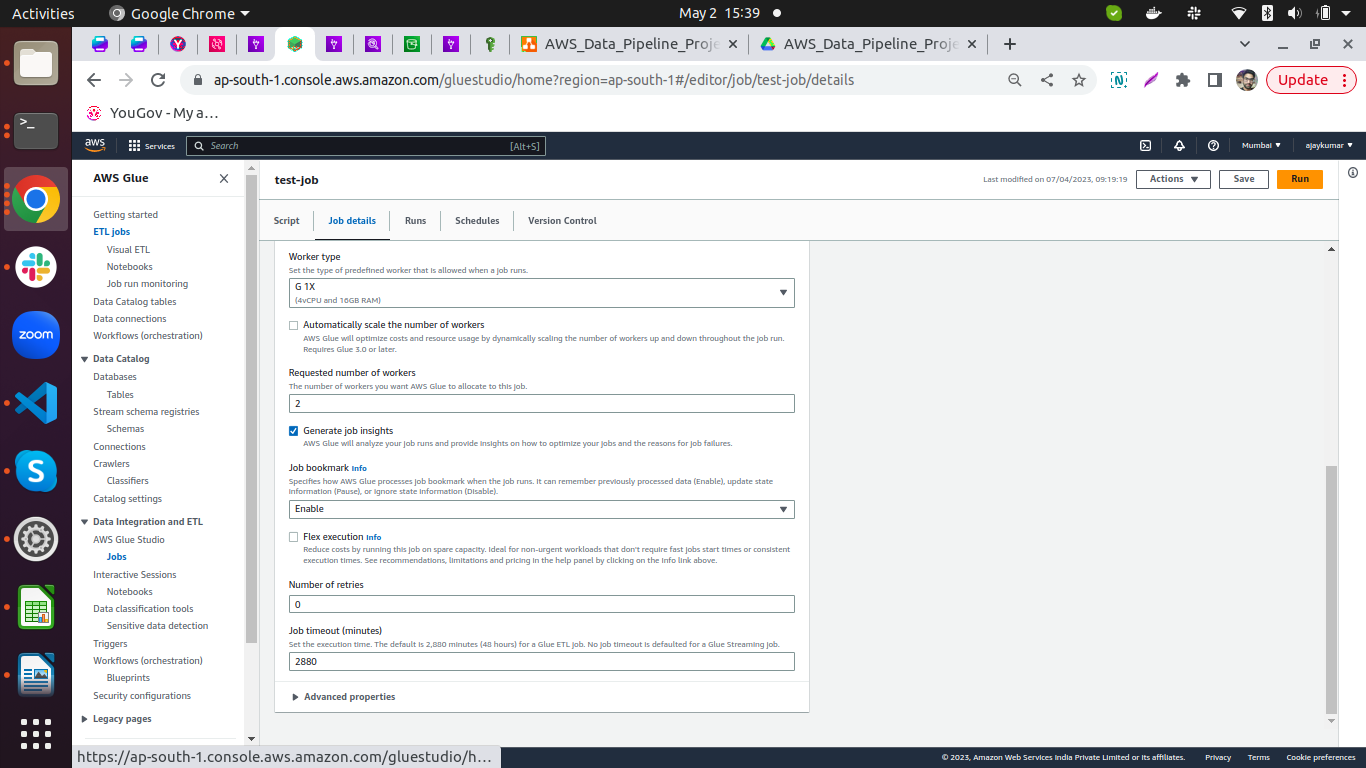 Activities
Google Chrome
May 2 15:39
AWS_Data_Pipeline_Proje
AWS_Data_Pipeline_Proje
ap-south-1.console.aws.amazon.com/gluestudio/home?region=ap-south-1#/editor/job/test-job/details
Update
YouGov - My a…
aws
Services
Search
[Alt+S]
Mumbai
ajaykumar
AWS Glue
Getting started
ETL jobs
Visual ETL
Notebooks
Job run monitoring
Data Catalog tables
Data connections
Workflows (orchestration)
Data Catalog
Databases
Tables
Stream schema registries
Schemas
Connections
Crawlers
Classifiers
Catalog settings
Data Integration and ETL
AWS Glue Studio
Jobs
Interactive Sessions
Notebooks
Data classification tools
Sensitive data detection
Triggers
Workflows (orchestration)
Blueprints
Security configurations
Legacy pages
test-job
Last modified on 07/04/2023, 09:19:19
Actions
Save
Run
Script
Job details
Runs
Schedules
Version Control
Worker type
Set the type of predefined worker that is allowed when a job runs.
G 1X
(4vCPU and 16GB RAM)
Automatically scale the number of workers
AWS Glue will optimize costs and resource usage by dynamically scaling the number of workers up and down throughout the job run.
Requires Glue 3.0 or later.
Requested number of workers
The number of workers you want AWS Glue to allocate to this job.
2
Generate job insights
AWS Glue will analyze your job runs and provide insights on how to optimize your jobs and the reasons for job failures.
Job bookmark Info
Specifies how AWS Glue processes job bookmark when the job runs. It can remember previously processed data (Enable), update state
information (Pause), or ignore state information (Disable).
Enable
Flex execution Info
Reduce costs by running this job on spare capacity. Ideal for non-urgent workloads that don't require fast jobs start times or consistent
execution times. See recommendations, limitations and pricing in the help panel by clicking on the info link above.
Number of retries
0
Job timeout (minutes)
Set the execution time. The default is 2,880 minutes (48 hours) for a Glue ETL job. No job timeout is defaulted for a Glue Streaming job.
2880
Advanced properties
zoom
https://ap-south-1.console.aws.amazon.com/gluestudio/h…
© 2023, Amazon Web Services India Private Limited or its affiliates.
Privacy
Terms
Cookie preferences